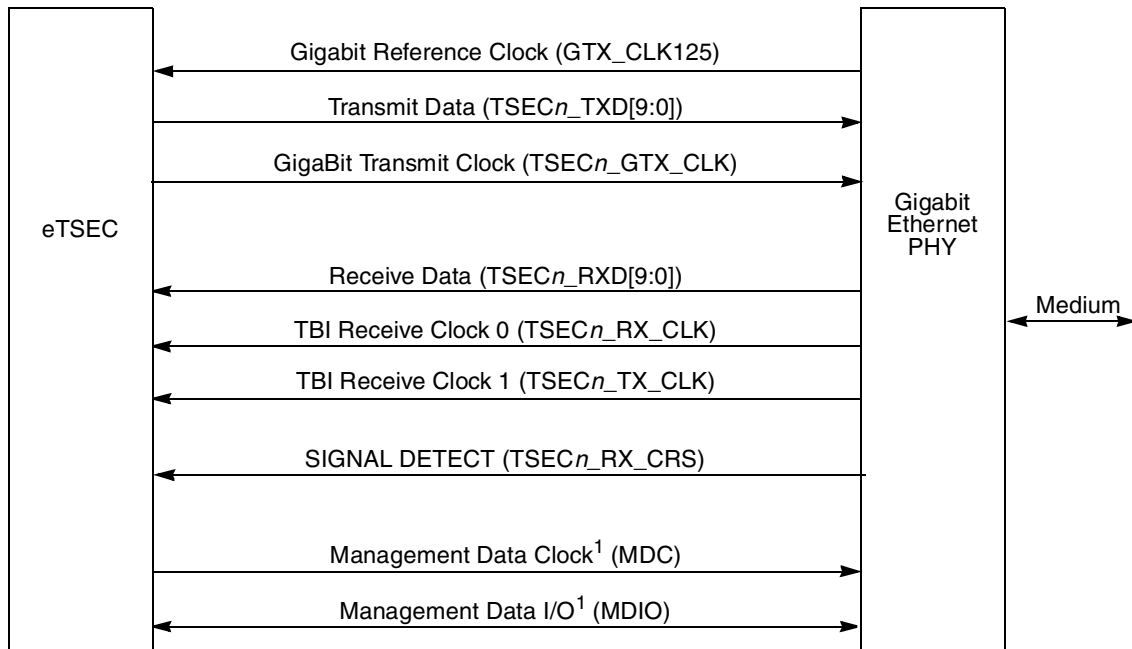 Gigabit Reference Clock (GTX_CLK125)
Transmit Data (TSECn_TXD[9:0])
GigaBit Transmit Clock (TSECn_GTX_CLK)
eTSEC
Gigabit
Ethernet
PHY
Receive Data (TSECn_RXD[9:0])
Medium
TBI Receive Clock 0 (TSECn_RX_CLK)
TBI Receive Clock 1 (TSECn_TX_CLK)
SIGNAL DETECT (TSECn_RX_CRS)
Management Data Clock¹ (MDC)
Management Data I/O¹ (MDIO)